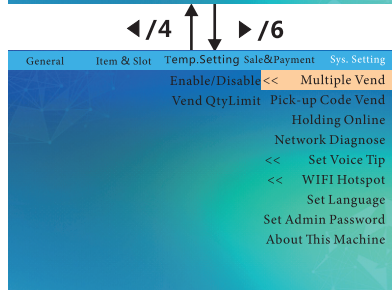 ◀/4 ▶/6
General Item & Slot Temp.Setting Sale&Payment Sys. Setting
Enable/Disable << Multiple Vend
Vend QtyLimit Pick-up Code Vend
Holding Online
Network Diagnose
<< Set Voice Tip
<< WIFI Hotspot
Set Language
Set Admin Password
About This Machine